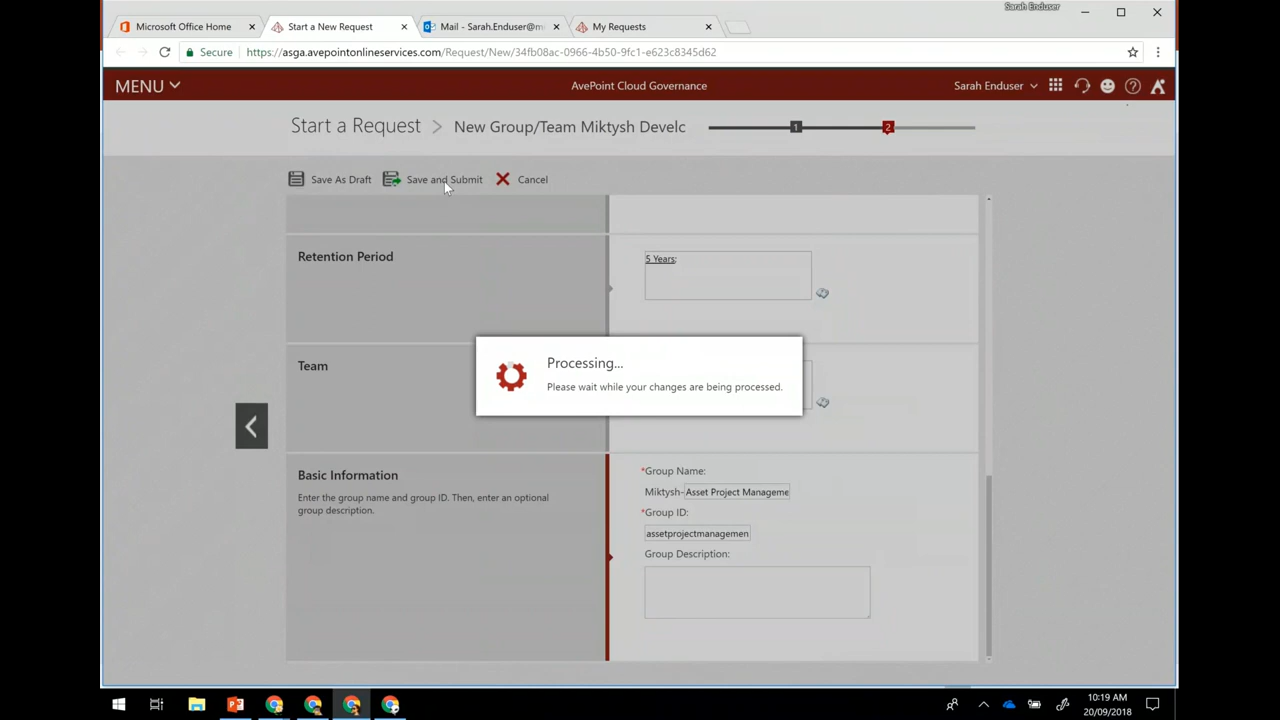 Sarah Enduser
Microsoft Office Home
Start a New Request
Mail - Sarah.Enduser@m
My Requests
Secure
https://asga.avepointonlineservices.com/Request/New/34fb08ac-0966-4b50-9fc1-e623c8345d62
MENU
AvePoint Cloud Governance
Sarah Enduser
Start a Request > New Group/Team Miktysh Develc
1
2
Save As Draft
Save and Submit
Cancel
Retention Period
5 Years;
Processing...
Please wait while your changes are being processed.
Team
Basic Information
Enter the group name and group ID. Then, enter an optional
group description.
*Group Name:
Miktysh-Asset Project Manageme
*Group ID:
assetprojectmanagemen
Group Description:
10:19 AM
20/09/2018